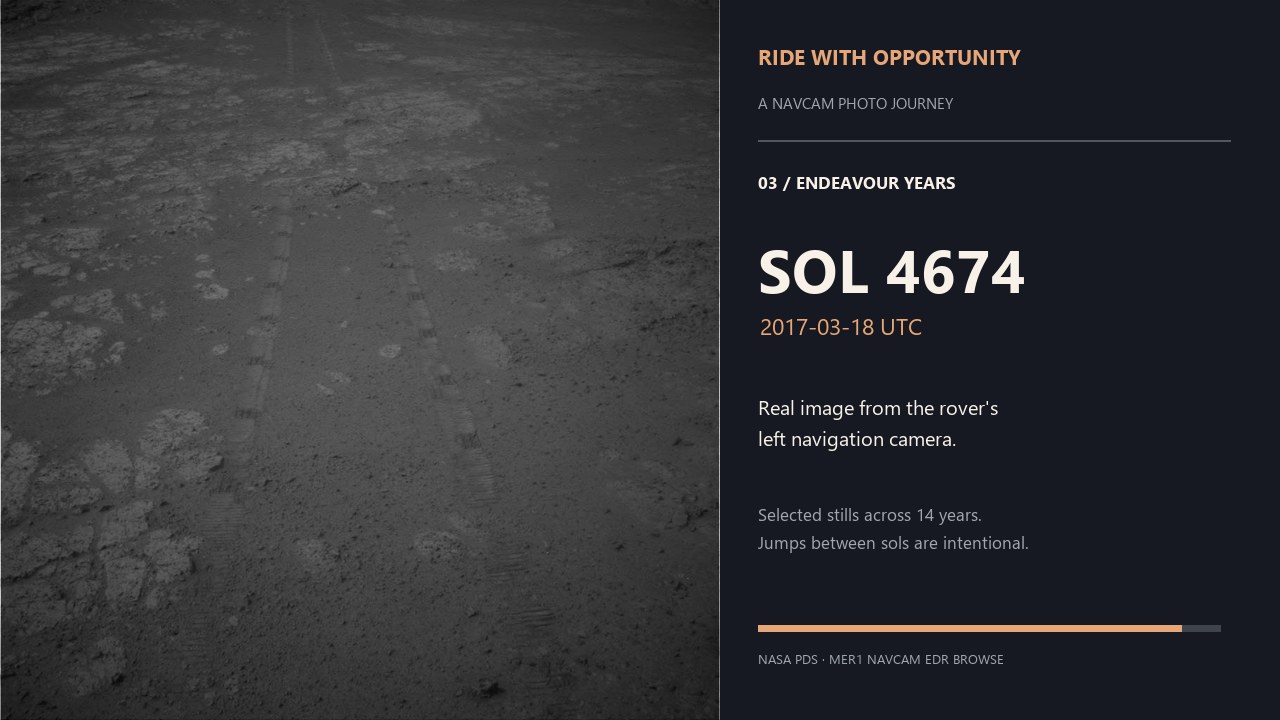 RIDE WITH OPPORTUNITY
A NAVCAM PHOTO JOURNEY
03 / ENDEAVOUR YEARS
SOL 4674
2017-03-18 UTC
Real image from the rover's
left navigation camera.
Selected stills across 14 years.
Jumps between sols are intentional.
NASA PDS · MER1 NAVCAM EDR BROWSE